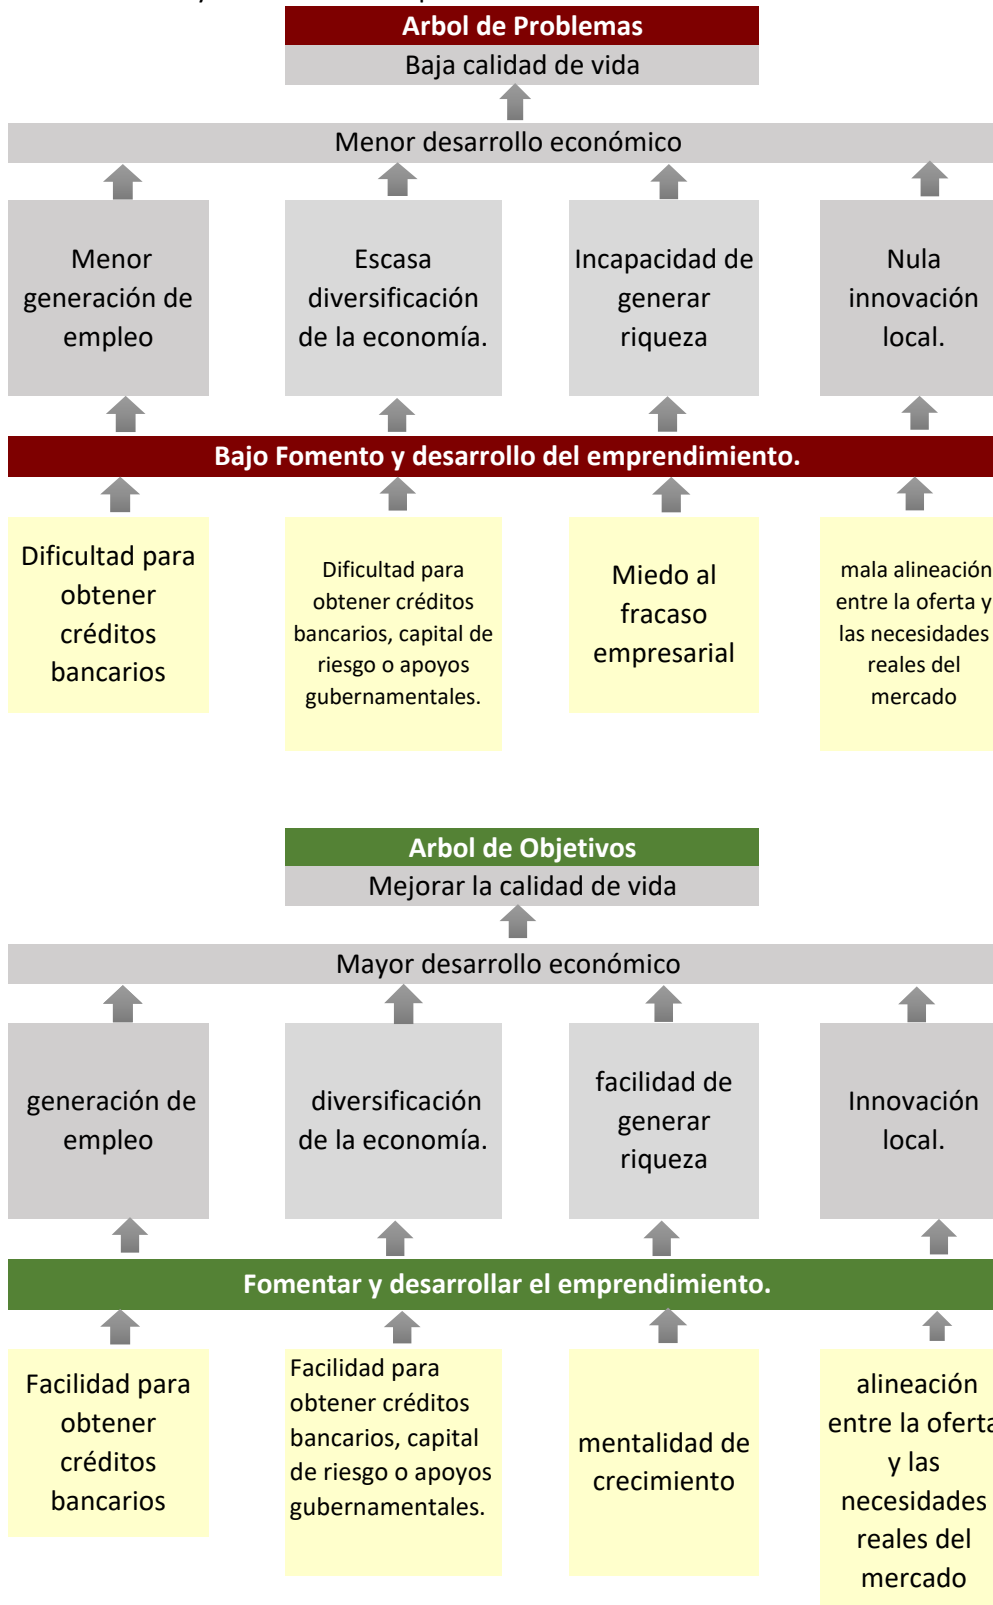 Arbol de Problemas
Baja calidad de vida
Menor desarrollo económico
Menor
generación de
empleo
Escasa
diversificación
de la economía.
Incapacidad de
generar
riqueza
Nula
innovación
local.
Bajo Fomento y desarrollo del emprendimiento.
Dificultad para
obtener
créditos
bancarios
Dificultad para
obtener créditos
bancarios, capital de
riesgo o apoyos
gubernamentales.
Miedo al
fracaso
empresarial
mala alineación
entre la oferta y
las necesidades
reales del
mercado
Arbol de Objetivos
Mejorar la calidad de vida
Mayor desarrollo económico
generación de
empleo
diversificación
de la economía.
facilidad de
generar
riqueza
Innovación
local.
Fomentar y desarrollar el emprendimiento.
Facilidad para
obtener
créditos
bancarios
Facilidad para
obtener créditos
bancarios, capital
de riesgo o apoyos
gubernamentales.
mentalidad de
crecimiento
alineación
entre la oferta
y las
necesidades
reales del
mercado